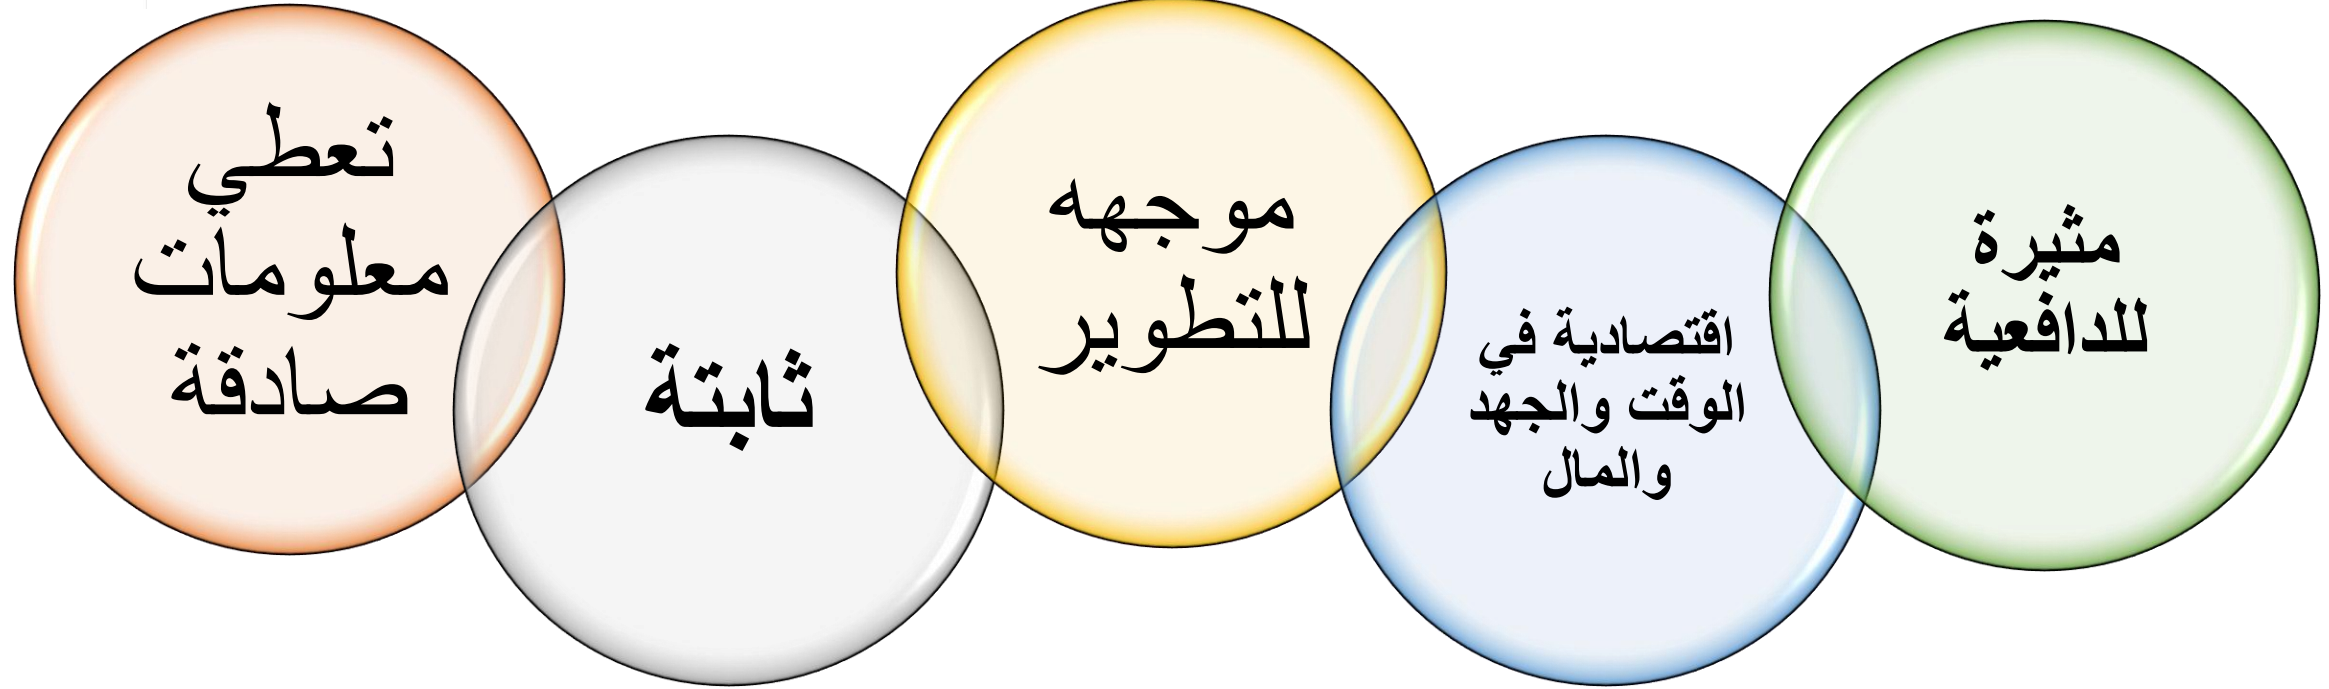 مثيرة
للدافعية
اقتصادية في
الوقت والجهد
والمال
موجهه
للتطوير
ثابتة
تعطي
معلومات
صادقة